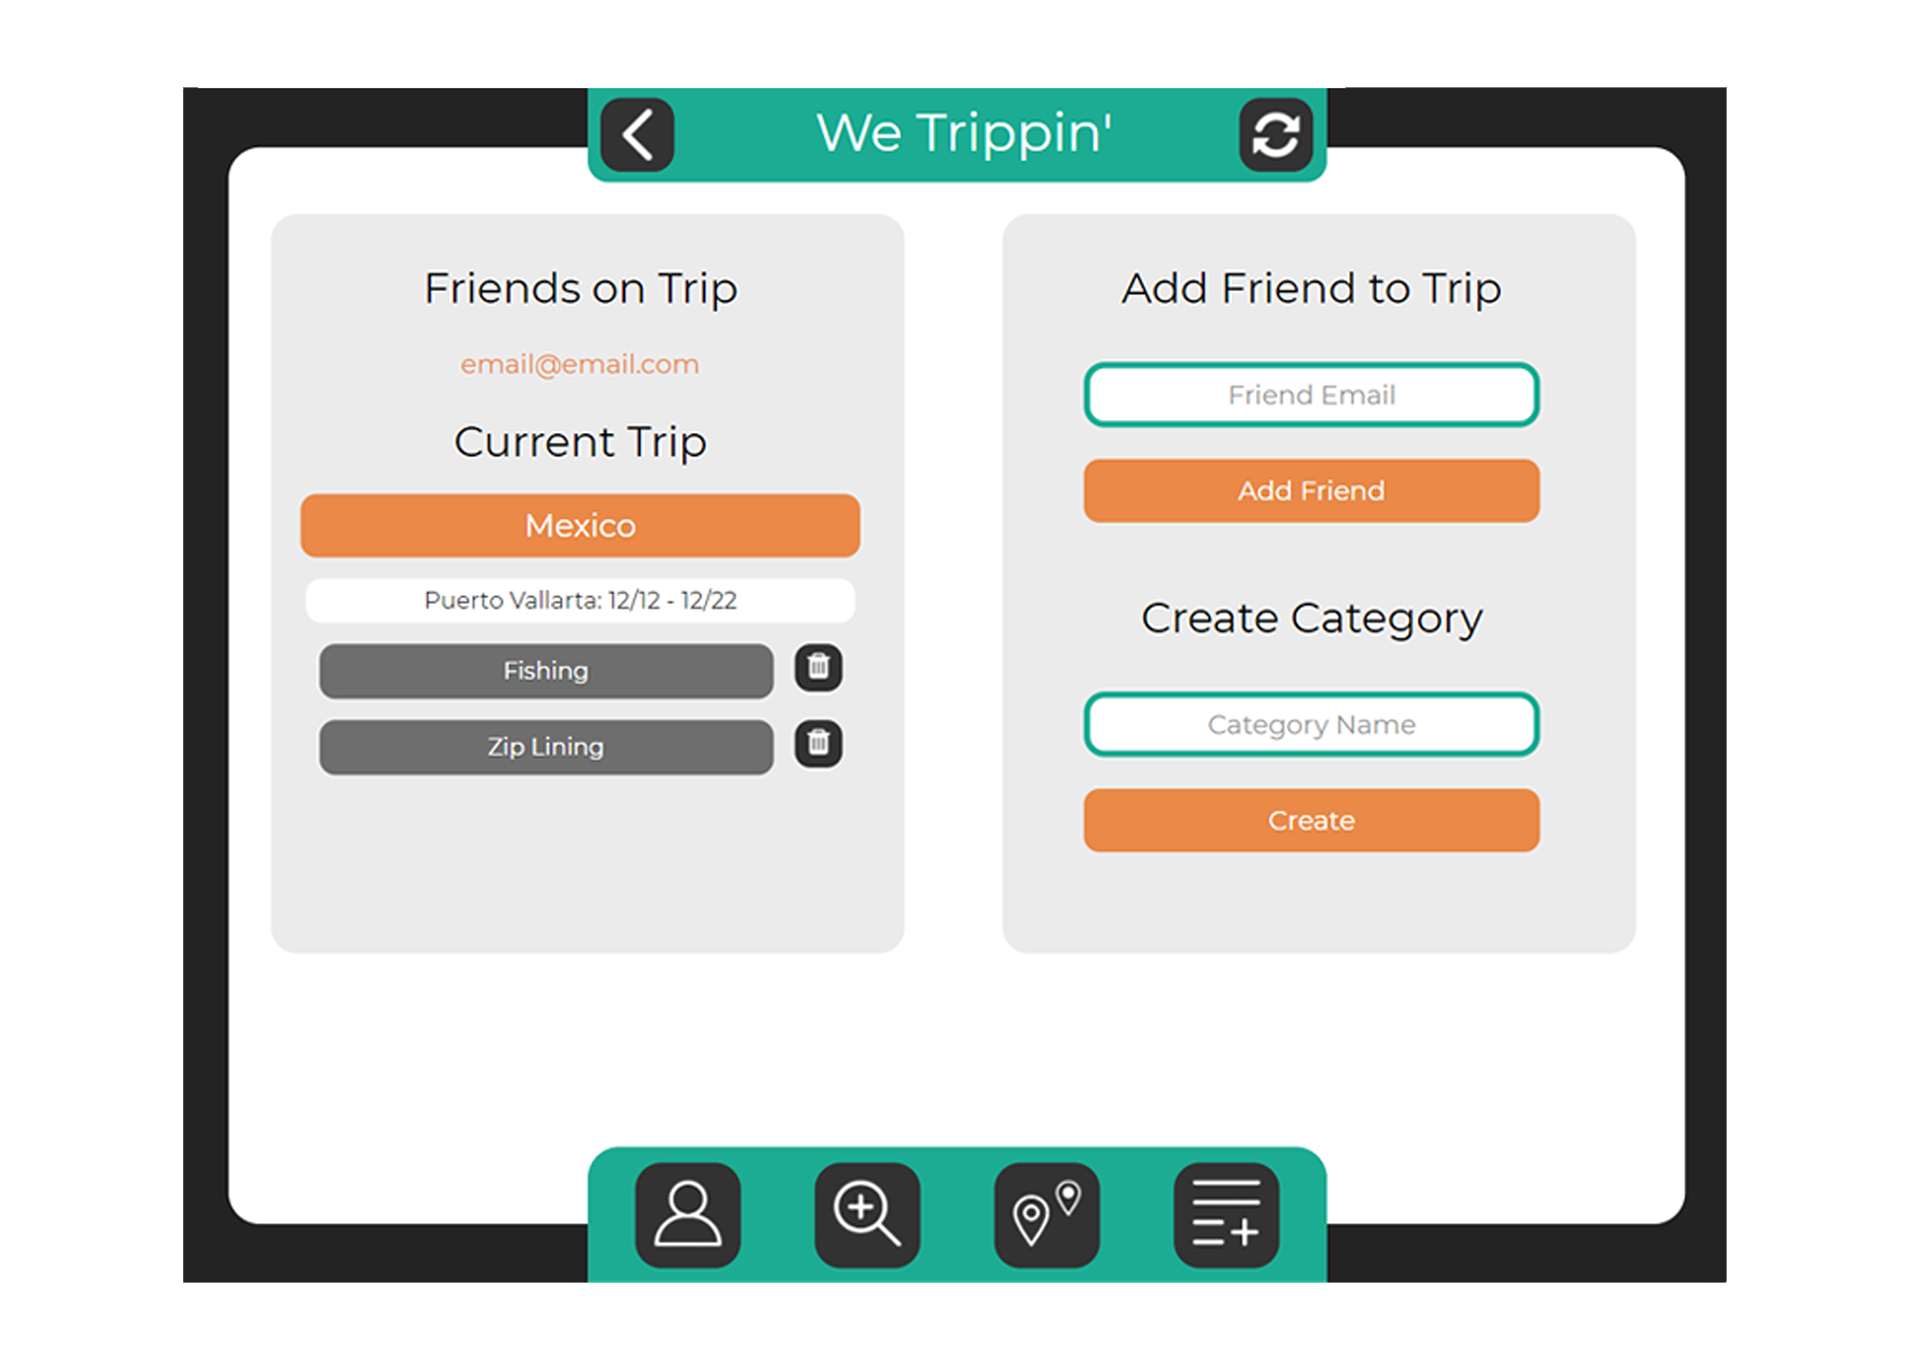 We Trippin'
Friends on Trip
email@email.com
Current Trip
Mexico
Puerto Vallarta: 12/12 - 12/22
Fishing
Zip Lining
Add Friend to Trip
Friend Email
Add Friend
Create Category
Category Name
Create